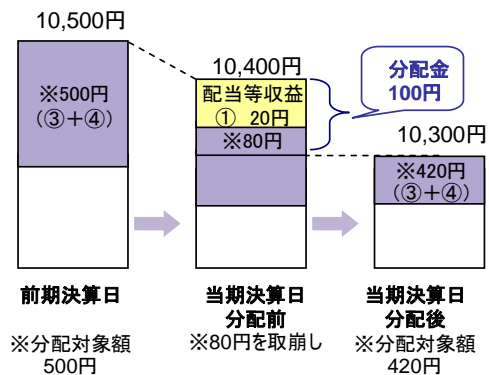 10,500円
※500円
（③＋④）
前期決算日
※分配対象額
500円
10,400円
配当等収益
① 20円
※80円
当期決算日
分配前
※80円を取崩し
分配金
100円
10,300円
※420円
（③＋④）
当期決算日
分配後
※分配対象額
420円